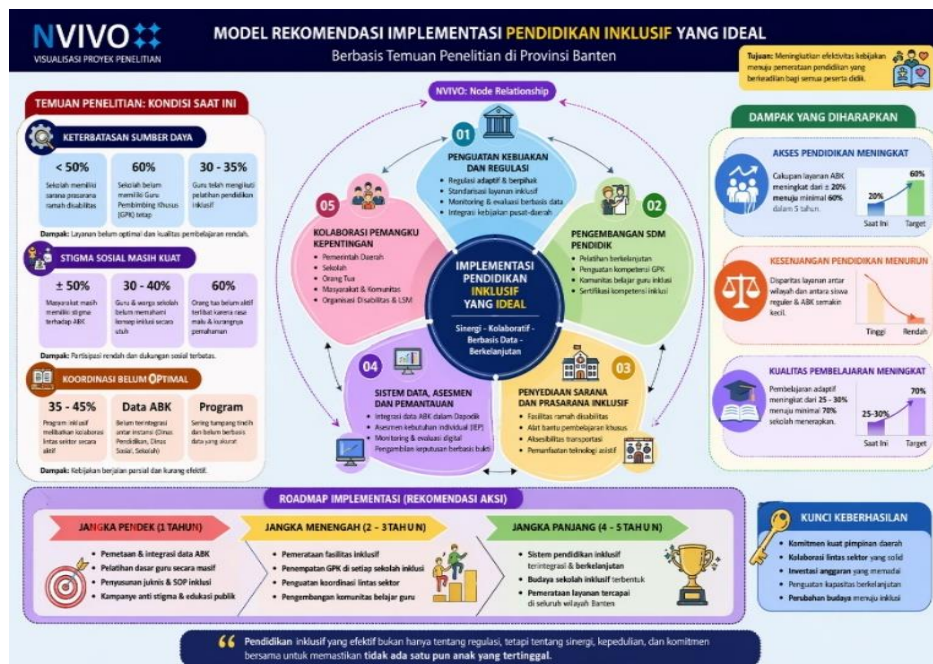 NVIVO
VISUALISASI PROYEK PENELITIAN
MODEL REKOMENDASI IMPLEMENTASI PENDIDIKAN INKLUSIF YANG IDEAL
Berbasis Temuan Penelitian di Provinsi Banten
Tujuan: Meningkatkan efektivitas kebijakan
menuju pemerataan pendidikan yang
berkeadilan bagi semua peserta didik.
TEMUAN PENELITIAN: KONDISI SAAT INI
KETERBATASAN SUMBER DAYA
< 50%
Sekolah memiliki
sarana prasarana
ramah disabilitas
60%
Sekolah belum
memiliki Guru
Pembimbing Khusus
(GPK) tetap
30 - 35%
Guru telah mengikuti
pelatihan pendidikan
inklusif
Dampak: Layanan belum optimal dan kualitas pembelajaran rendah.
STIGMA SOSIAL MASIH KUAT
± 50%
Masyarakat masih
memiliki stigma
terhadap ABK
30 - 40%
Guru & warga sekolah
belum memahami
konsep inklusi secara
utuh
60%
Orang tua belum aktif
terlibat karena rasa
malu & kurangnya
pemahaman
Dampak: Partisipasi rendah dan dukungan sosial terbatas.
KOORDINASI BELUM OPTIMAL
35 - 45%
Program inklusif
melibatkan kolaborasi
lintas sektor secara
aktif
Data ABK
Belum terintegrasi
antar instansi (Dinas
Pendidikan, Dinas
Sosial, Sekolah)
Program
Sering tumpang tindih
dan belum berbasis
data yang akurat
Dampak: Kebijakan berjalan parsial dan kurang efektif.
NVIVO: Node Relationship
01
PENGUATAN KEBIJAKAN
DAN REGULASI
• Regulasi adaptif & berpihak
• Standarisasi layanan inklusif
• Monitoring & evaluasi berbasis data
• Integrasi kebijakan pusat-daerah
02
PENGEMBANGAN SDM
PENDIDIK
• Pelatihan berkelanjutan
• Penguatan kompetensi GPK
• Komunitas belajar guru inklusi
• Sertifikasi kompetensi inklusi
03
PENYEDIAAN SARANA
DAN PRASARANA INKLUSIF
• Fasilitas ramah disabilitas
• Alat bantu pembelajaran khusus
• Aksesibilitas transportasi
• Pemanfaatan teknologi asistif
04
SISTEM DATA, ASESMEN
DAN PEMANTAUAN
• Integrasi data ABK dalam Dapodik
• Asesmen kebutuhan individual (IEP)
• Monitoring & evaluasi digital
• Pengambilan keputusan berbasis bukti
05
KOLABORASI PEMANGKU
KEPENTINGAN
• Pemerintah Daerah
• Sekolah
• Orang Tua
• Masyarakat & Komunitas
• Organisasi Disabilitas & LSM
IMPLEMENTASI
PENDIDIKAN
INKLUSIF
YANG IDEAL
Sinergi - Kolaboratif -
Berbasis Data -
Berkelanjutan
DAMPAK YANG DIHARAPKAN
AKSES PENDIDIKAN MENINGKAT
Cakupan layanan ABK
meningkat dari ± 20%
menuju minimal 60%
dalam 5 tahun.
20%
60%
Saat Ini
Target
KESENJANGAN PENDIDIKAN MENURUN
Disparitas layanan antar
wilayah dan antara siswa
reguler & ABK semakin
kecil.
Tinggi
Rendah
KUALITAS PEMBELAJARAN MENINGKAT
Pembelajaran adaptif
meningkat dari 25 - 30%
menuju minimal 70%
sekolah menerapkan.
25-30%
70%
Saat Ini
Target
ROADMAP IMPLEMENTASI (REKOMENDASI AKSI)
JANGKA PENDEK (1 TAHUN)
• Pemetaan & integrasi data ABK
• Pelatihan dasar guru secara masif
• Penyusunan juknis & SOP inklusi
• Kampanye anti stigma & edukasi publik
JANGKA MENENGAH (2 – 3 TAHUN)
• Pemerataan fasilitas inklusif
• Penempatan GPK di setiap sekolah inklusi
• Penguatan koordinasi lintas sektor
• Pengembangan komunitas belajar guru
JANGKA PANJANG (4 – 5 TAHUN)
• Sistem pendidikan inklusif
terintegrasi & berkelanjutan
• Budaya sekolah inklusif terbentuk
• Pemerataan layanan tercapai
di seluruh wilayah Banten
KUNCI KEBERHASILAN
• Komitmen kuat pimpinan daerah
• Kolaborasi lintas sektor yang solid
• Investasi anggaran yang memadai
• Penguatan kapasitas berkelanjutan
• Perubahan budaya menuju inklusi
“ Pendidikan inklusif yang efektif bukan hanya tentang regulasi, tetapi tentang sinergi, kepedulian, dan komitmen
bersama untuk memastikan tidak ada satu pun anak yang tertinggal.